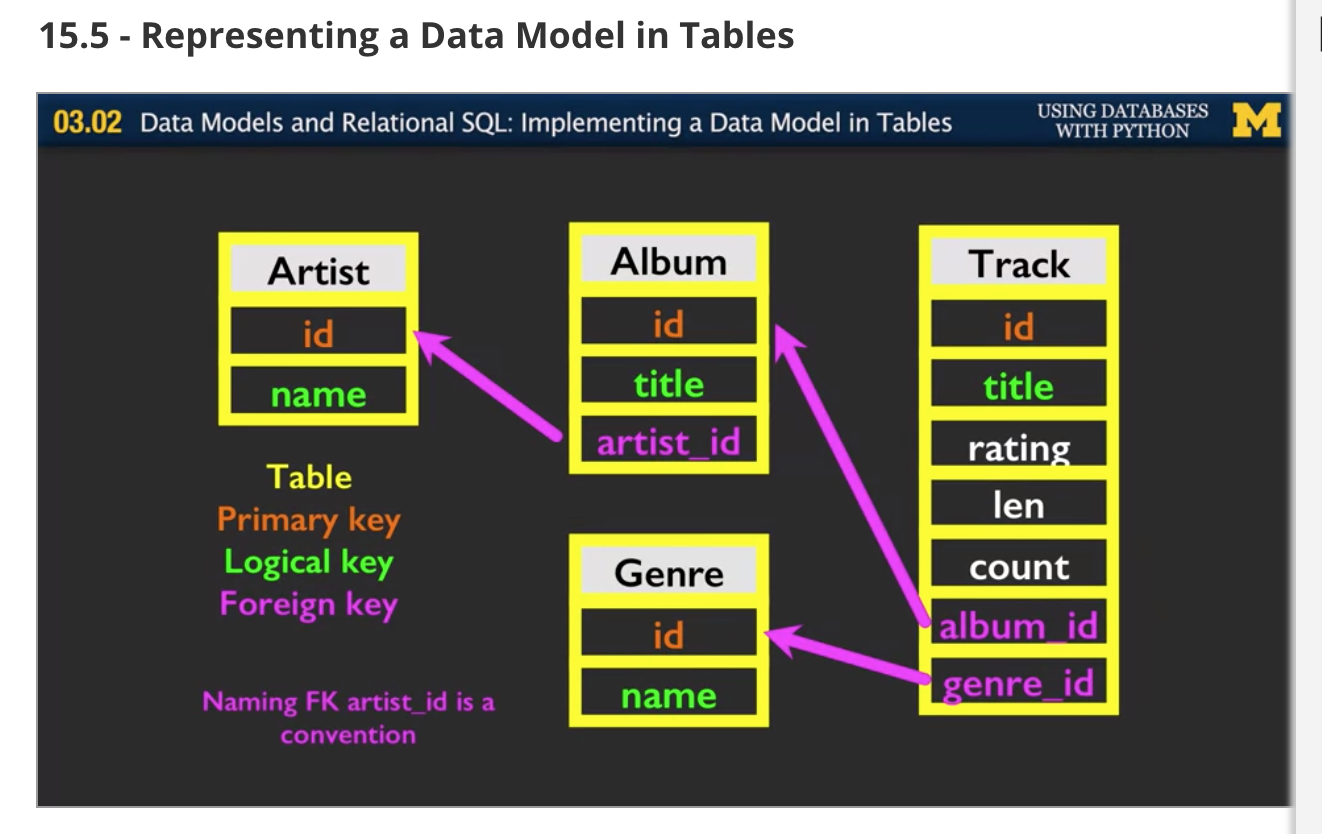 15.5 - Representing a Data Model in Tables
03.02 Data Models and Relational SQL: Implementing a Data Model in Tables
USING DATABASES
WITH PYTHON
M
Artist
id
name
Table
Primary key
Logical key
Foreign key
Naming FK artist_id is a
convention
Album
id
title
artist_id
Genre
id
name
Track
id
title
rating
len
count
album_id
genre_id